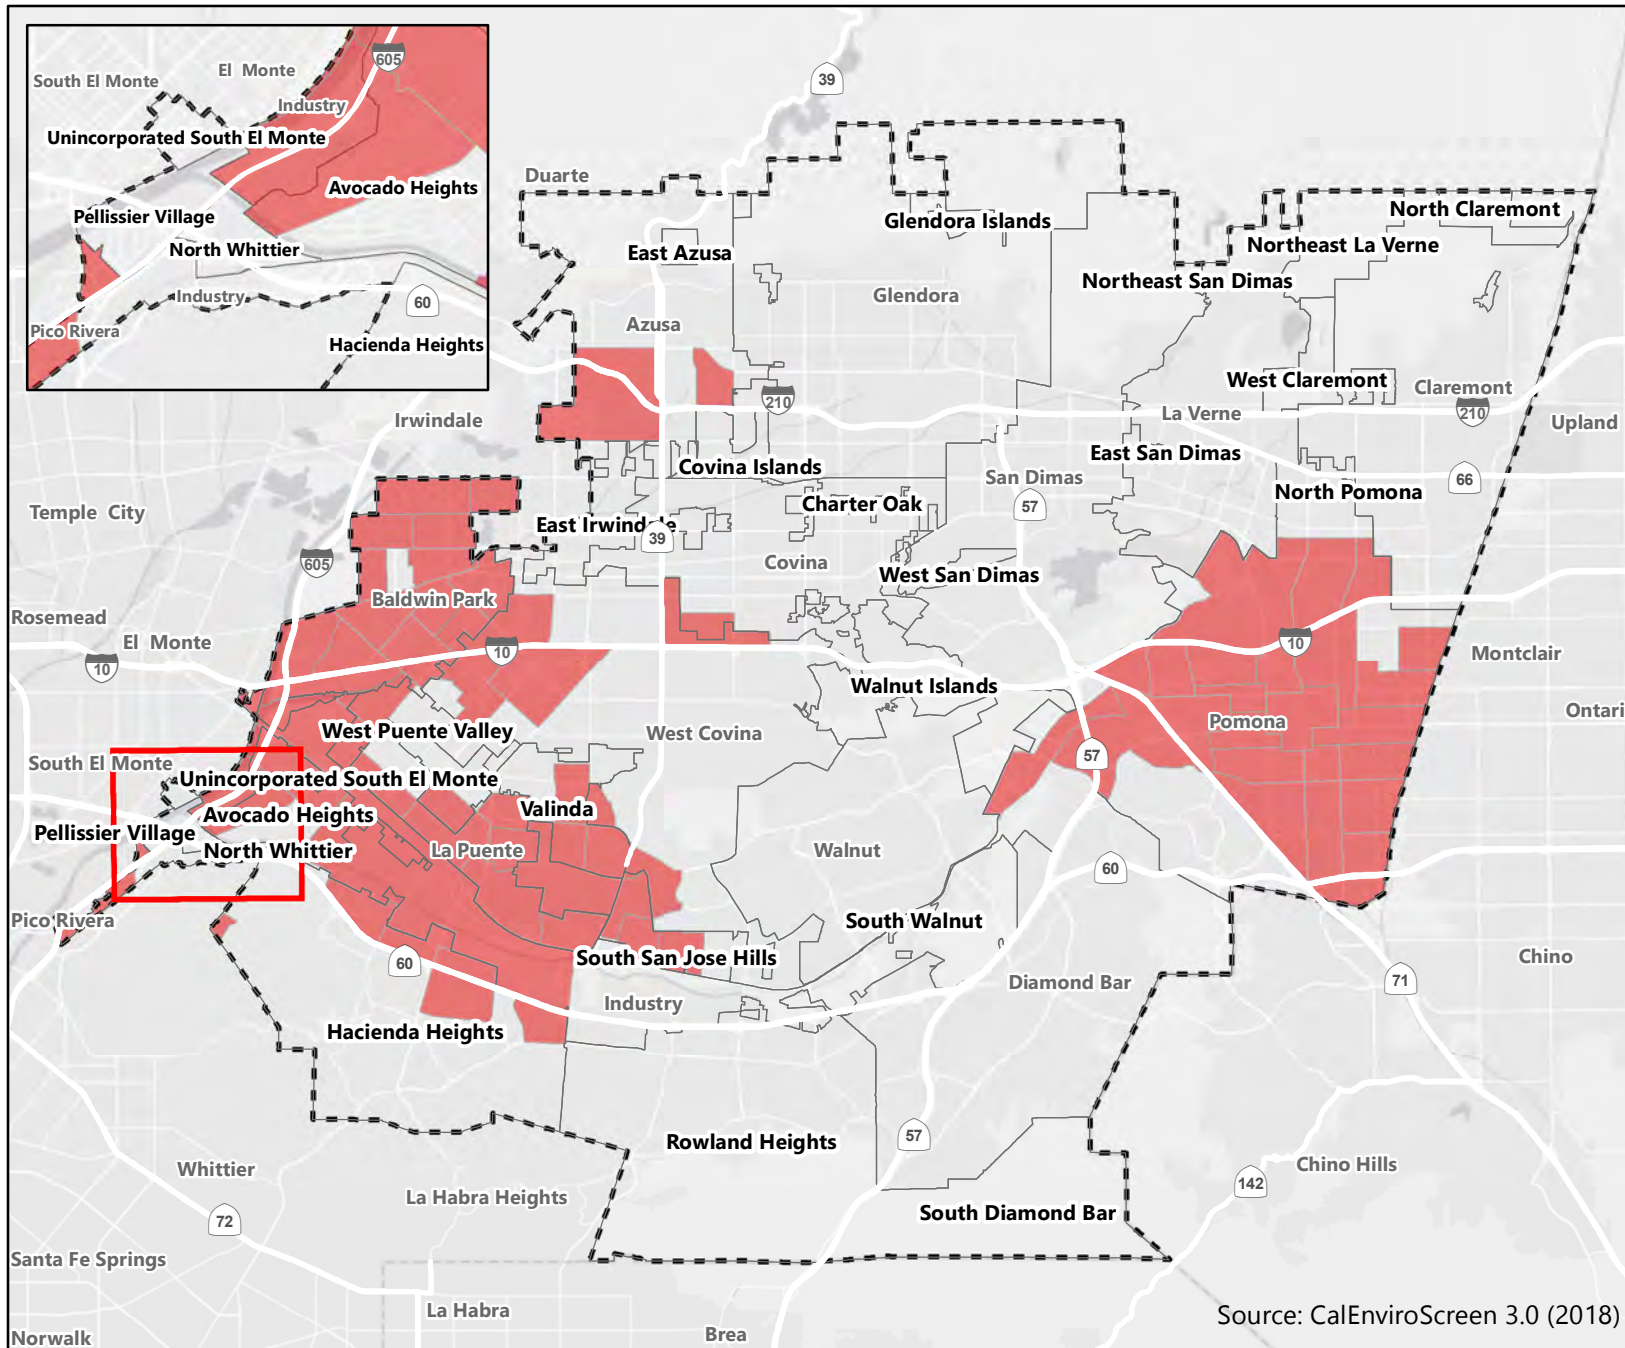 605
El Monte
South El Monte
Industry
Unincorporated South El Monte
Avocado Heights
Pellissier Village
North Whittier
Industry
60
Pico Rivera
Hacienda Heights
39
Duarte
Glendora Islands
North Claremont
East Azusa
Northeast La Verne
Northeast San Dimas
Glendora
Azusa
West Claremont
Claremont
210
210
La Verne
Irwindale
Upland
East San Dimas
Covina Islands
San Dimas
66
North Pomona
Charter Oak
57
Temple City
East Irwindale
39
605
Covina
West San Dimas
Baldwin Park
Rosemead
El Monte
10
10
10
Montclair
Walnut Islands
Ontari
Pomona
West Puente Valley
West Covina
57
South El Monte
Unincorporated South El Monte
Valinda
Avocado Heights
Pellissier Village
North Whittier
La Puente
Walnut
60
Pico Rivera
South Walnut
South San Jose Hills
60
Chino
Industry
Diamond Bar
71
Hacienda Heights
Rowland Heights
57
Whittier
Chino Hills
142
La Habra Heights
South Diamond Bar
72
Santa Fe Springs
La Habra
Source: CalEnviroScreen 3.0 (2018)
Norwalk
Brea